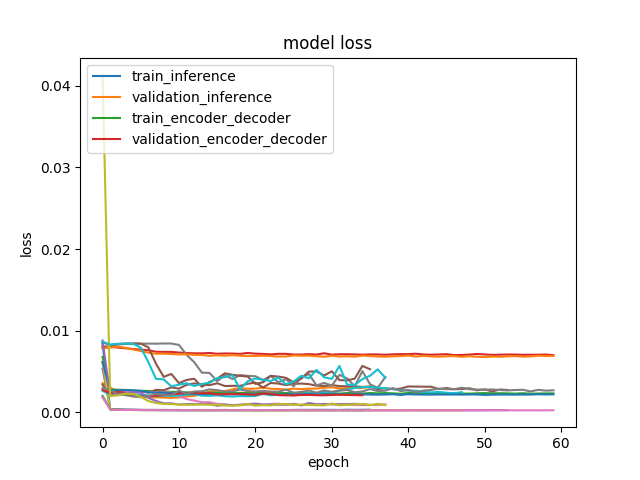 model loss
train_inference
validation_inference
train_encoder_decoder
validation_encoder_decoder
0.04
0.03
0.02
0.01
0.00
loss
0 10 20 30 40 50 60
epoch